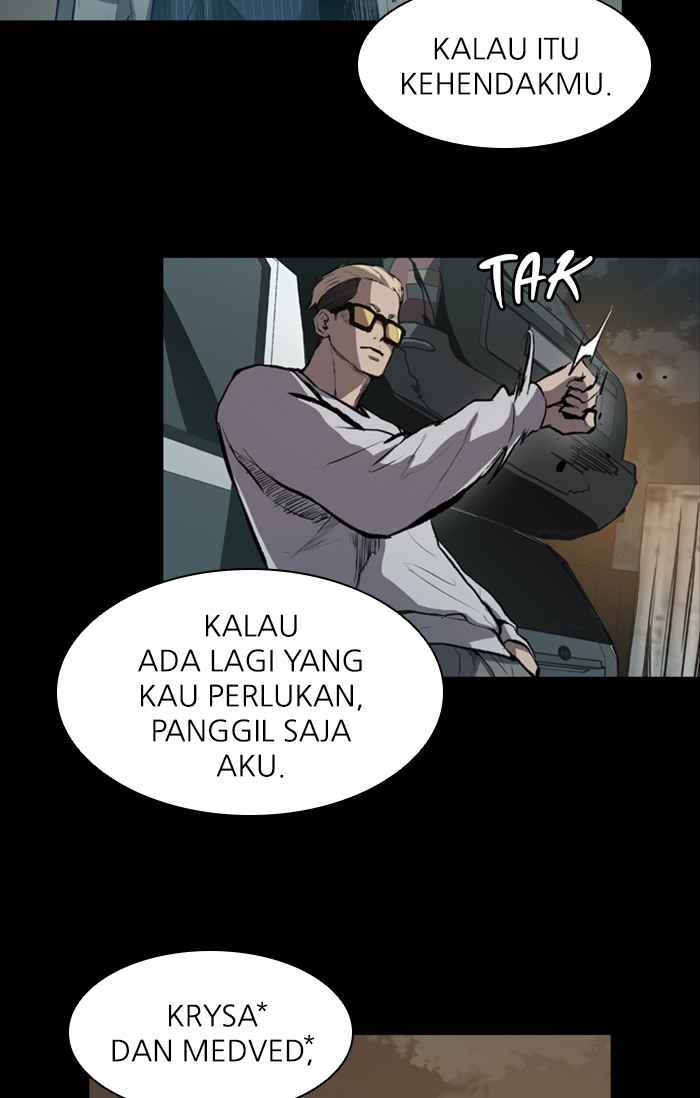 KALAU ITU
KEHENDAKMU.
TAK
KALAU
ADA LAGI YANG
KAU PERLUKAN,
PANGGIL SAJA
AKU.
KRYSA*
DAN MEDVED*,